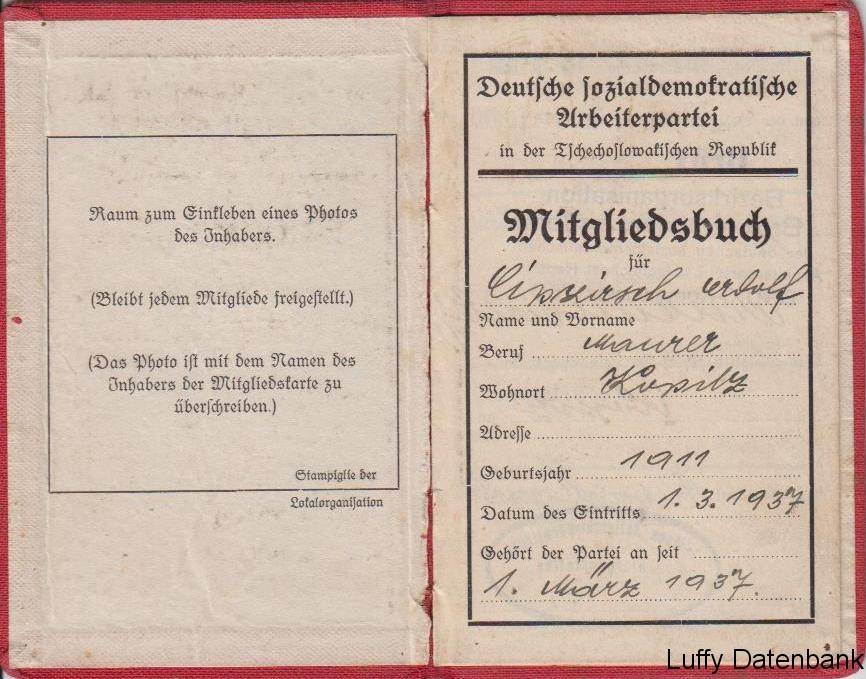 Raum zum Einkleben eines Photos
des Inhabers.
(Bleibt jedem Mitgliede freigestellt.)
(Das Photo ist mit dem Namen des
Inhabers der Mitgliedskarte zu
überschreiben.)
Stampiglie der
Lokalorganisation
Deutsche sozialdemokratische
Arbeiterpartei
in der Tschechoslowakischen Republik
Mitgliedsbuch
für
Adolf
Name und Vorname
Beruf Maurer
Wohnort Kopitz
Adresse
Geburtsjahr 1911
Datum des Eintritts 1. 3. 1937
Gehört der Partei an seit
1. März 1937.
Luffy Datenbank